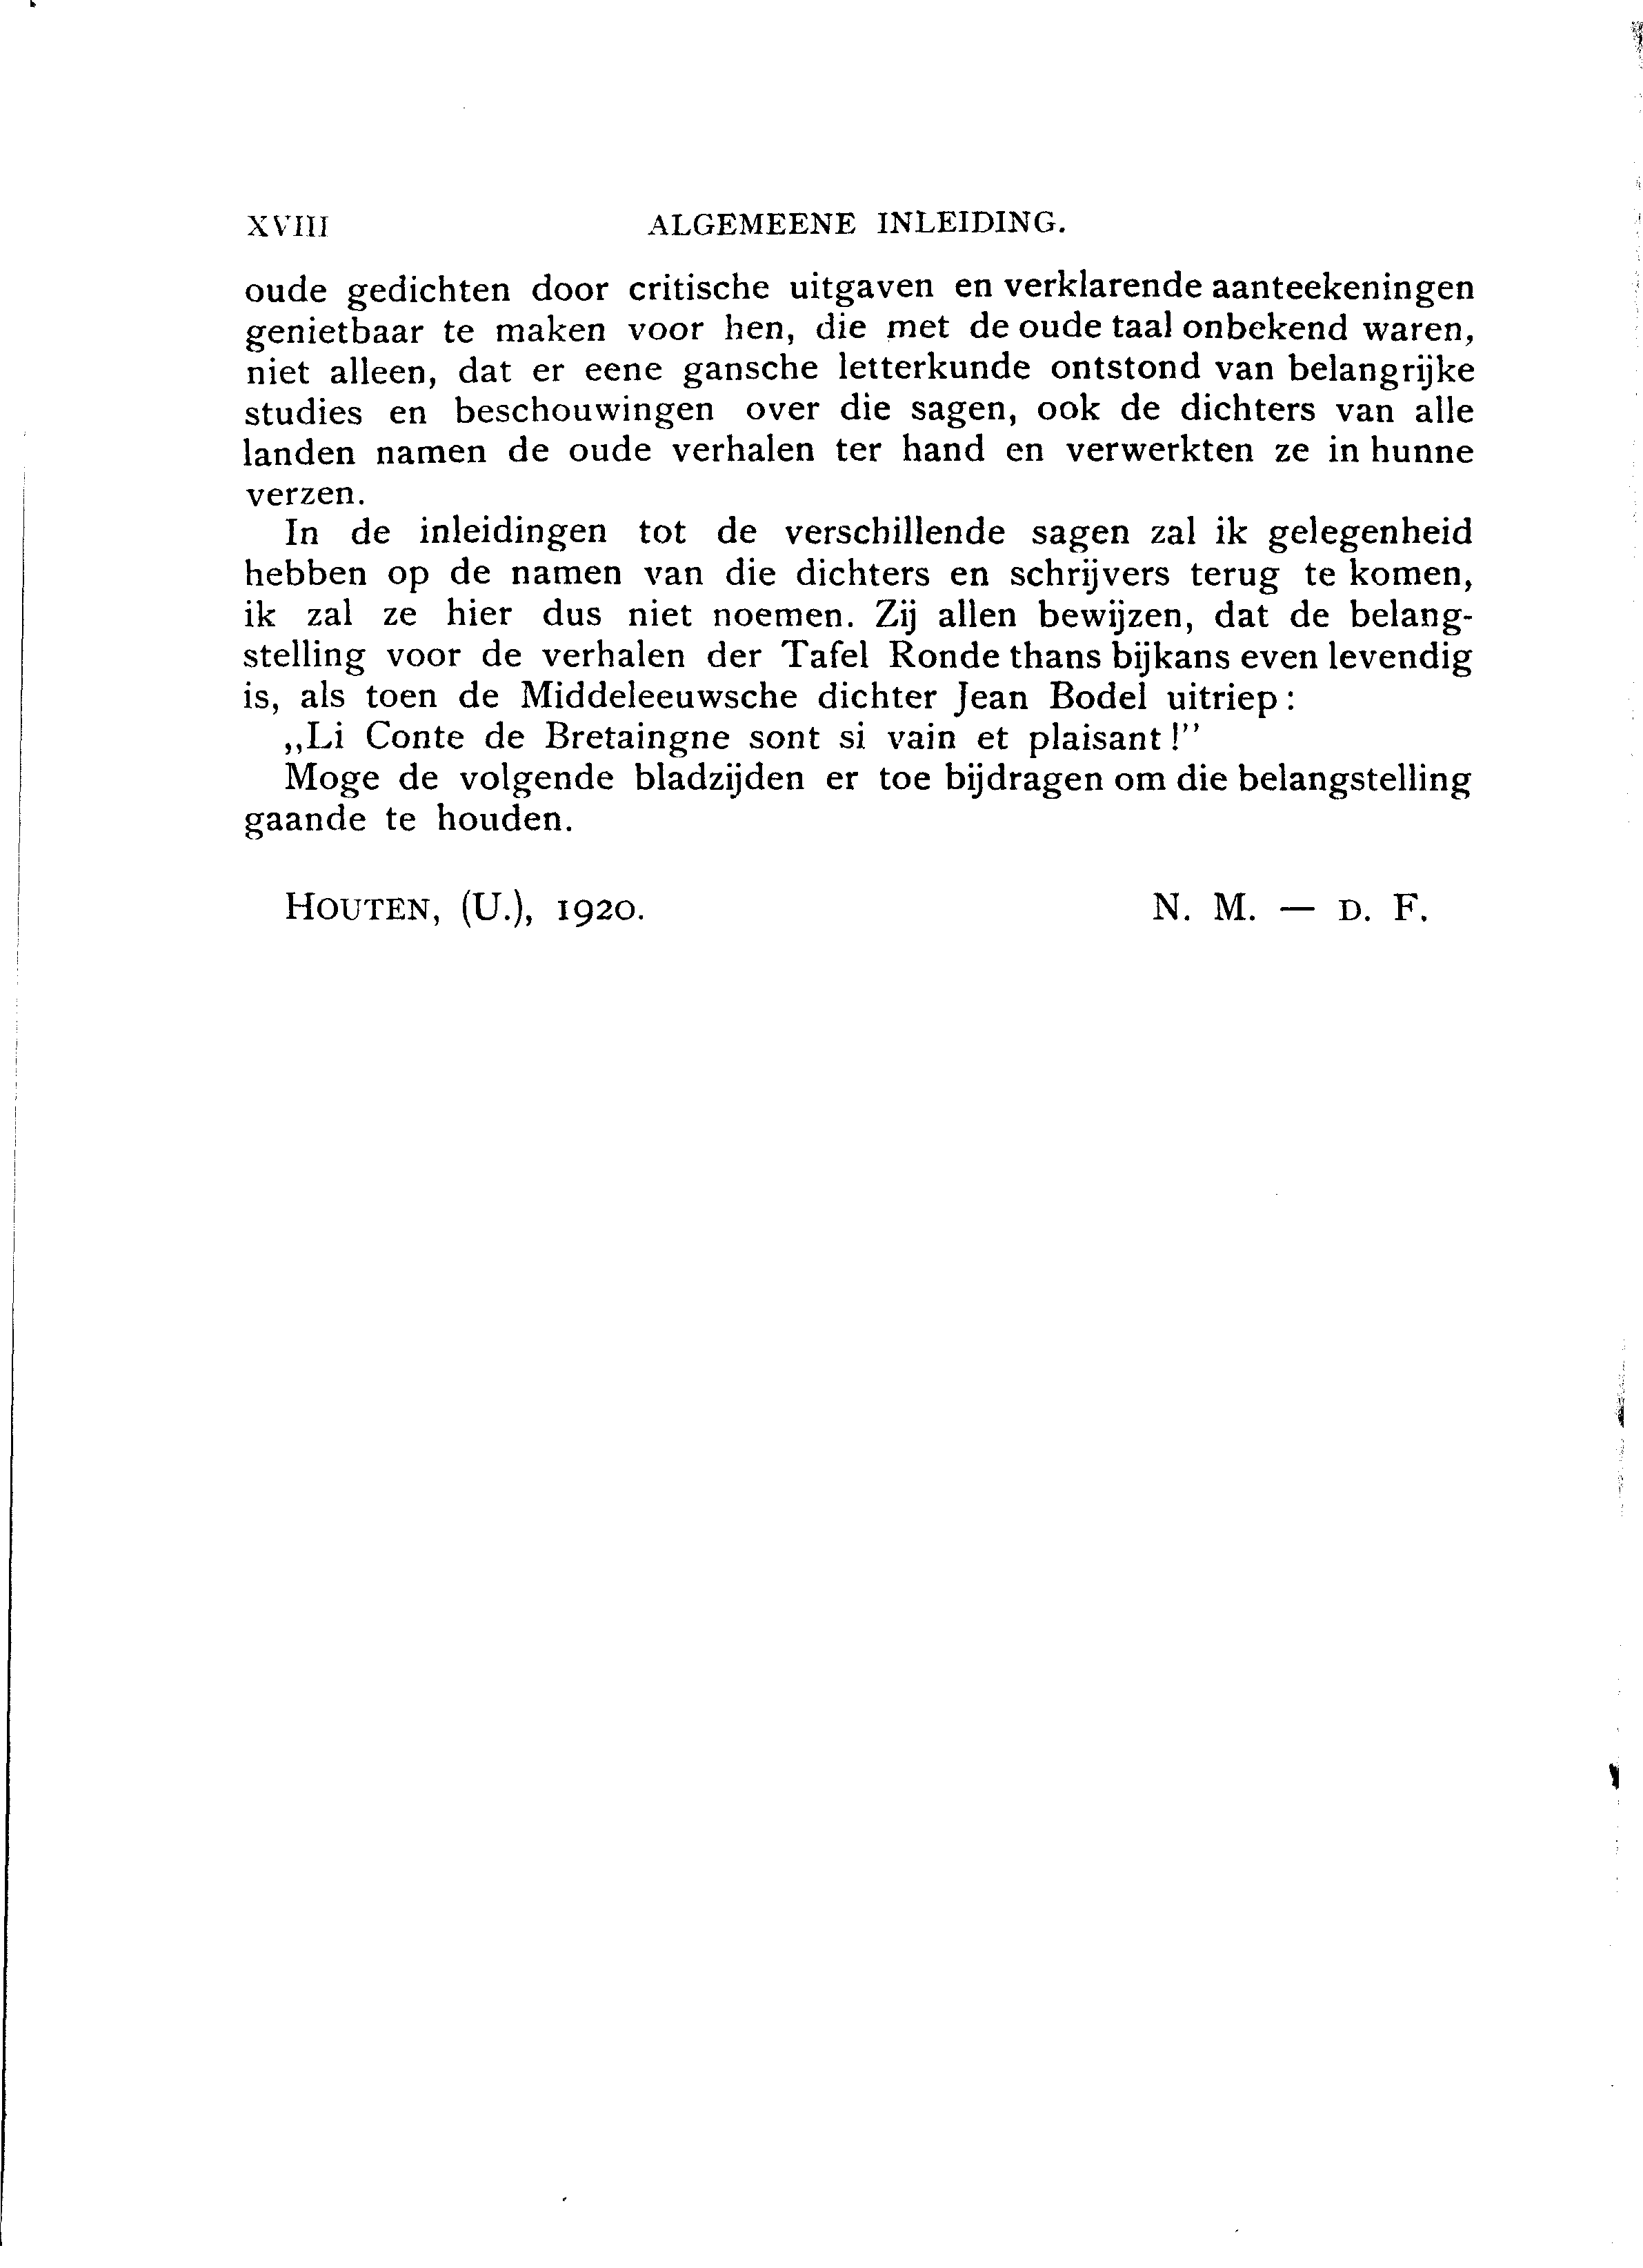 XVIII ALGEMEENE INLEIDING.
oude gedichten door critische uitgaven en verklarende aanteekeningen
genietbaar te maken voor hen, die met de oude taal onbekend waren,
niet alleen, dat er eene gansche letterkunde ontstond van belangrijke
studies en beschouwingen over die sagen, ook de dichters van alle
landen namen de oude verhalen ter hand en verwerkten ze in hunne
verzen.
In de inleidingen tot de verschillende sagen zal ik gelegenheid
hebben op de namen van die dichters en schrijvers terug te komen,
ik zal ze hier dus niet noemen. Zij allen bewijzen, dat de belang-
stelling voor de verhalen der Tafel Ronde thans bijkans even levendig
is, als toen de Middeleeuwsche dichter Jean Bodel uitriep:
„Li Conte de Bretaingne sont si vain et plaisant!”
Moge de volgende bladzijden er toe bijdragen om die belangstelling
gaande te houden.
HOUTEN, (U.), 1920. N. M. — D. F.